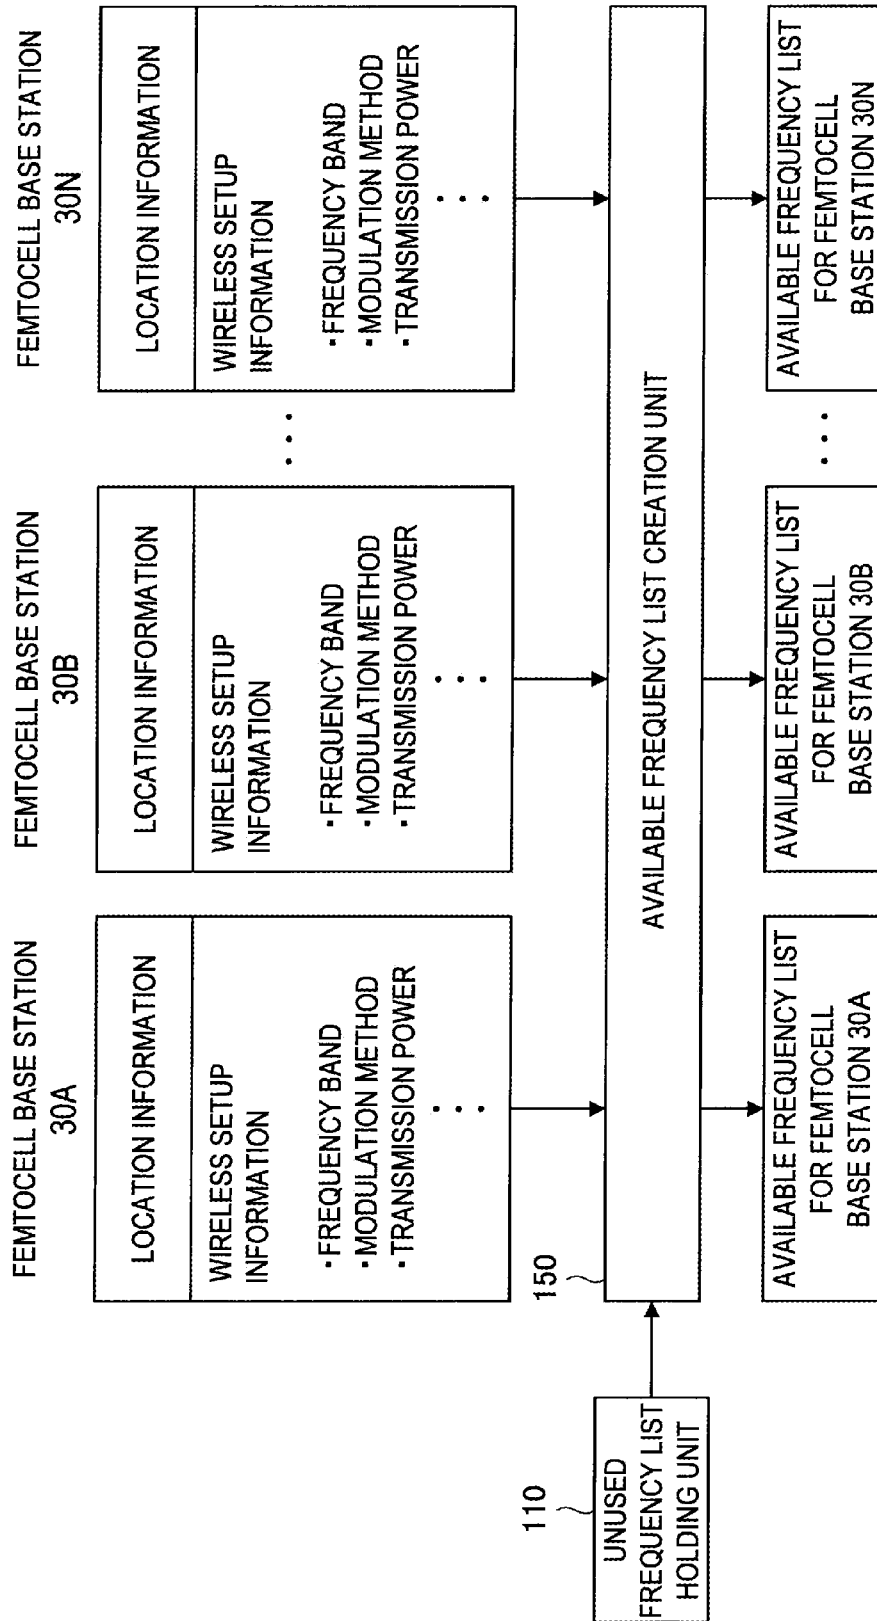 FEMTOCELL BASE STATION
30A
LOCATION INFORMATION
WIRELESS SETUP
INFORMATION
・FREQUENCY BAND
・MODULATION METHOD
・TRANSMISSION POWER
・・・
FEMTOCELL BASE STATION
30B
LOCATION INFORMATION
WIRELESS SETUP
INFORMATION
・FREQUENCY BAND
・MODULATION METHOD
・TRANSMISSION POWER
・・・
・・・
FEMTOCELL BASE STATION
30N
LOCATION INFORMATION
WIRELESS SETUP
INFORMATION
・FREQUENCY BAND
・MODULATION METHOD
・TRANSMISSION POWER
・・・
110
UNUSED
FREQUENCY LIST
HOLDING UNIT
150
AVAILABLE FREQUENCY LIST CREATION UNIT
AVAILABLE FREQUENCY LIST
FOR FEMTOCELL
BASE STATION 30A
AVAILABLE FREQUENCY LIST
FOR FEMTOCELL
BASE STATION 30B
・・・
AVAILABLE FREQUENCY LIST
FOR FEMTOCELL
BASE STATION 30N